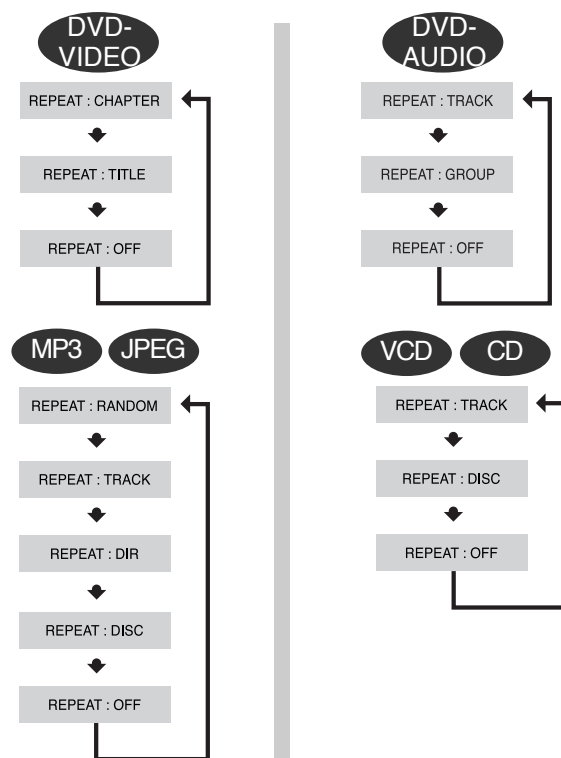 DVD-
VIDEO
REPEAT : CHAPTER
REPEAT : TITLE
REPEAT : OFF
MP3 JPEG
REPEAT : RANDOM
REPEAT : TRACK
REPEAT : DIR
REPEAT : DISC
REPEAT : OFF
DVD-
AUDIO
REPEAT : TRACK
REPEAT : GROUP
REPEAT : OFF
VCD CD
REPEAT : TRACK
REPEAT : DISC
REPEAT : OFF